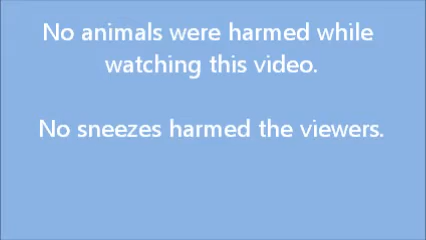 No animals were harmed while
watching this video.
No sneezes harmed the viewers.